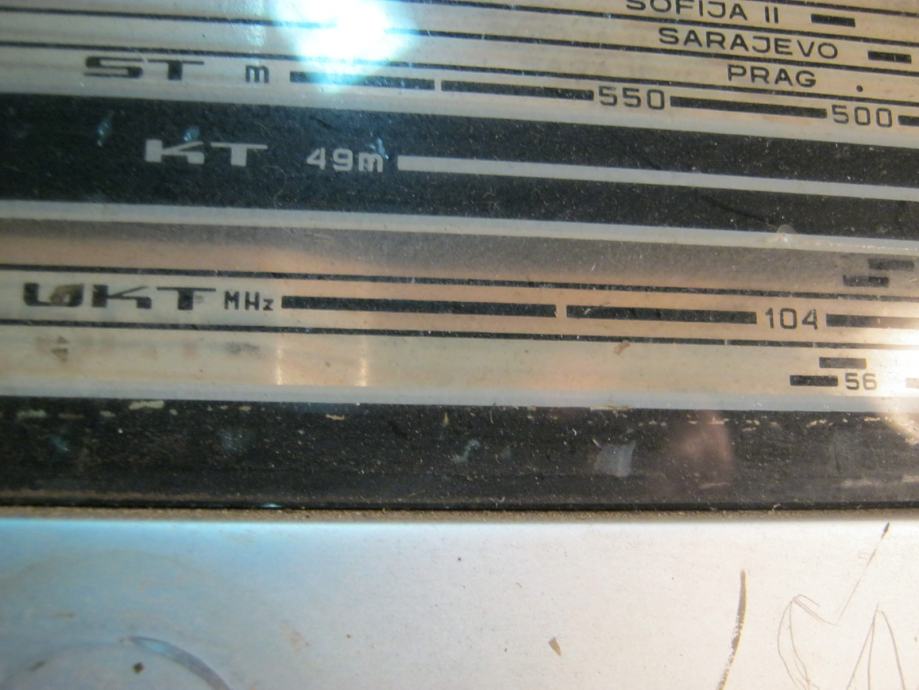 SOFIJA II
SARAJEVO
PRAG
ST m 550 500
KT 49m
UKT MHz 104
56